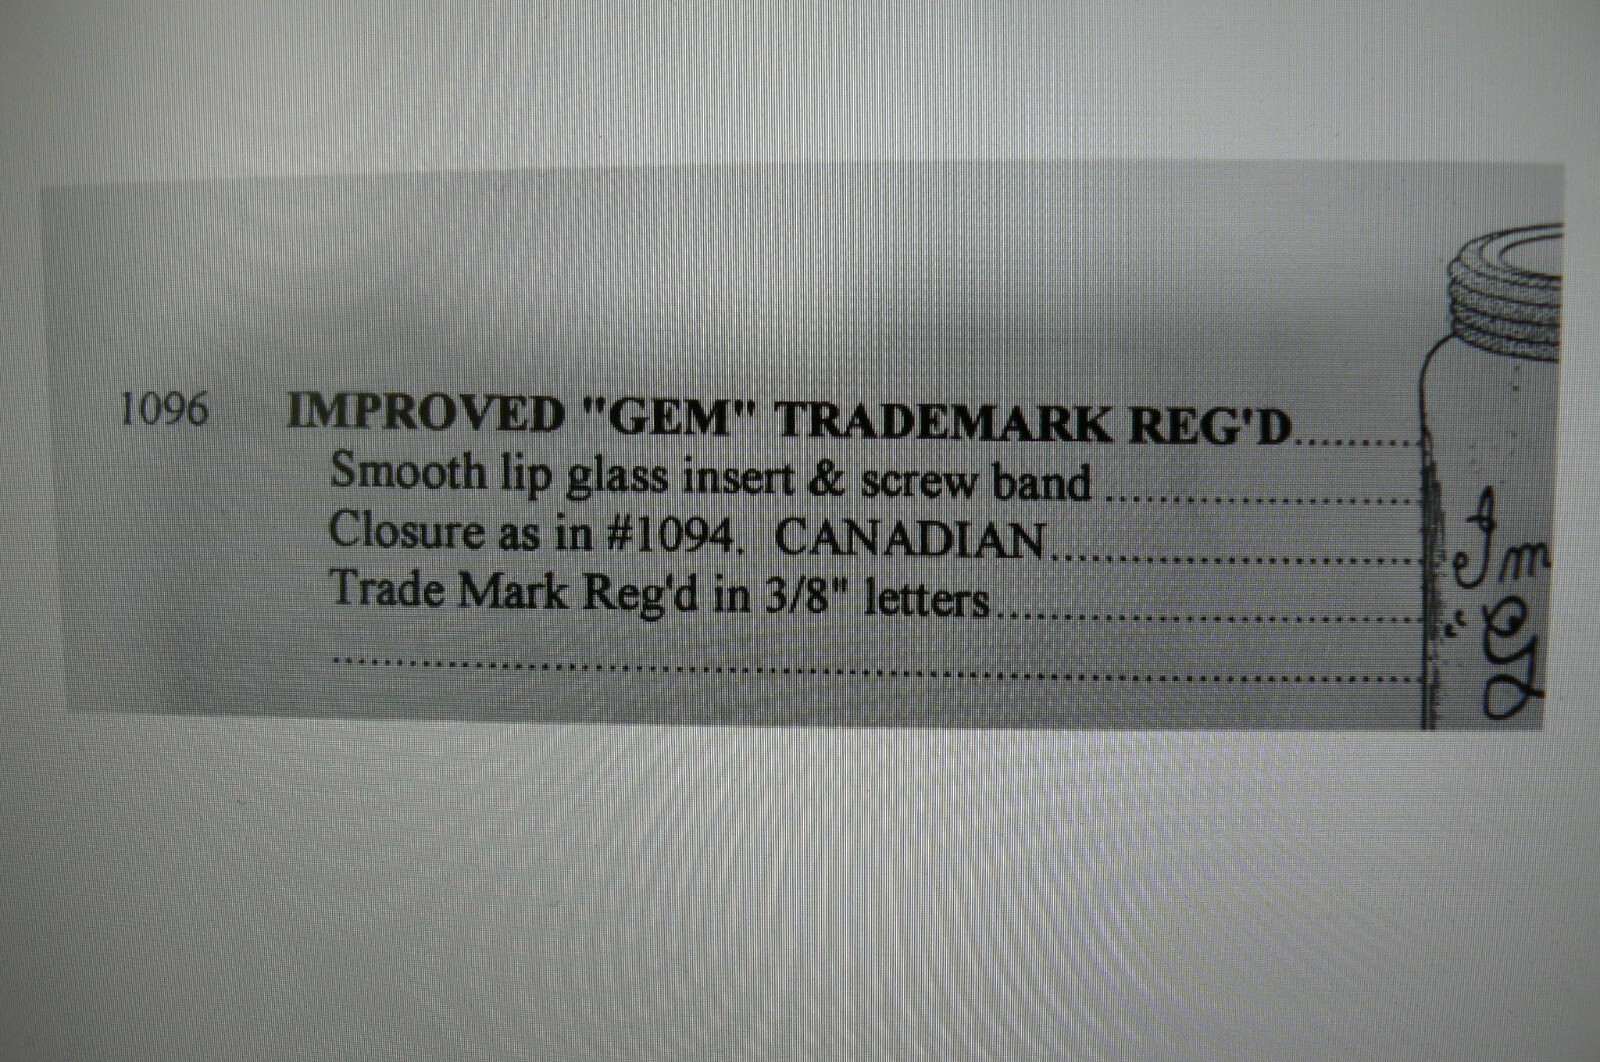 1096 IMPROVED "GEM" TRADEMARK REG'D..........
Smooth lip glass insert & screw band ..........................
Closure as in #1094. CANADIAN..............................
Trade Mark Reg'd in 3/8" letters...................................
..........................................................................................